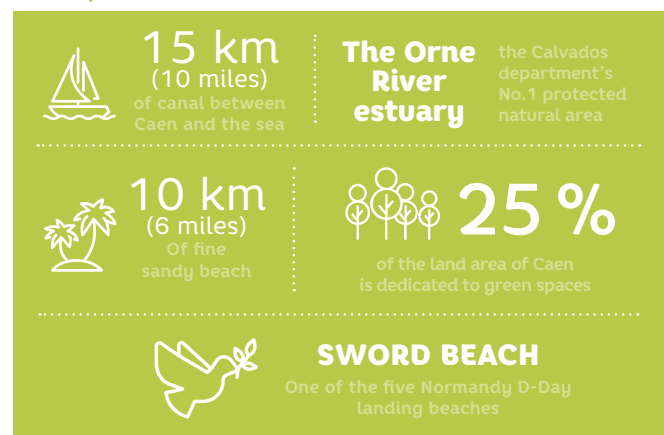 15 km
(10 miles)
of canal between
Caen and the sea
The Orne
River
estuary
the Calvados
department's
No.1 protected
natural area
10 km
(6 miles)
Of fine
sandy beach
25 %
of the land area of Caen
is dedicated to green spaces
SWORD BEACH
One of the five Normandy D-Day
landing beaches